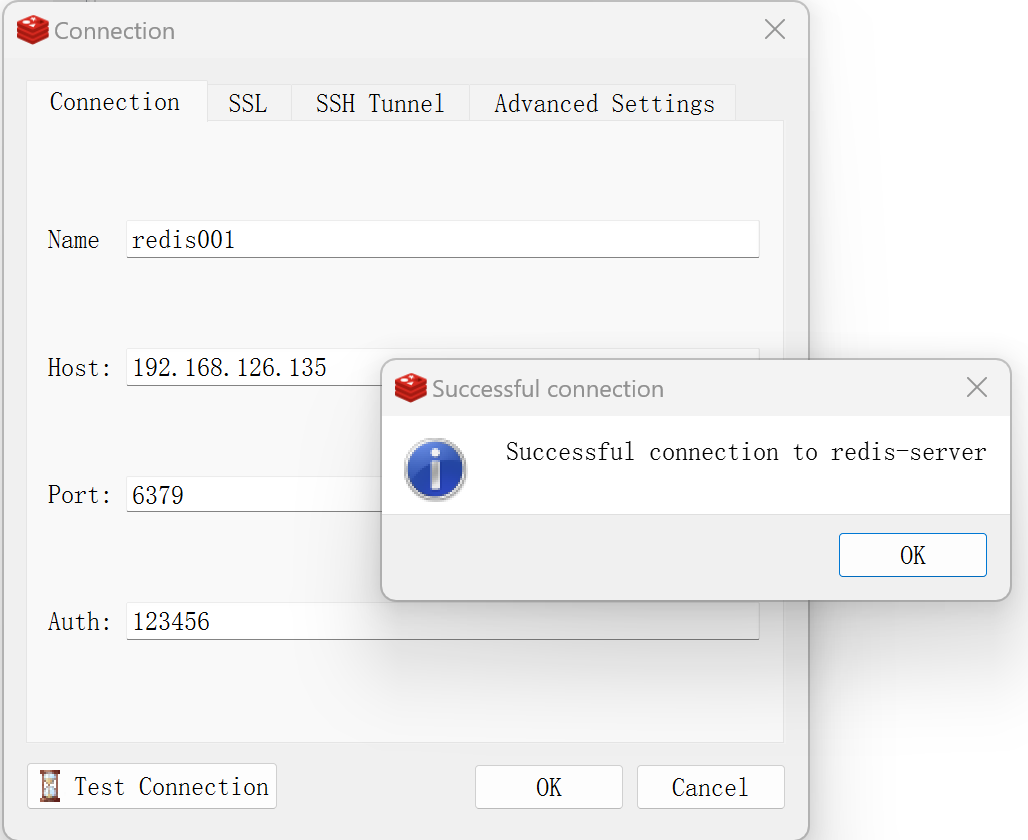 Connection
Connection SSL SSH Tunnel Advanced Settings
Name redis001
Host: 192.168.126.135
Successful connection
Successful connection to redis-server
Port: 6379
OK
Auth: 123456
Test Connection OK Cancel